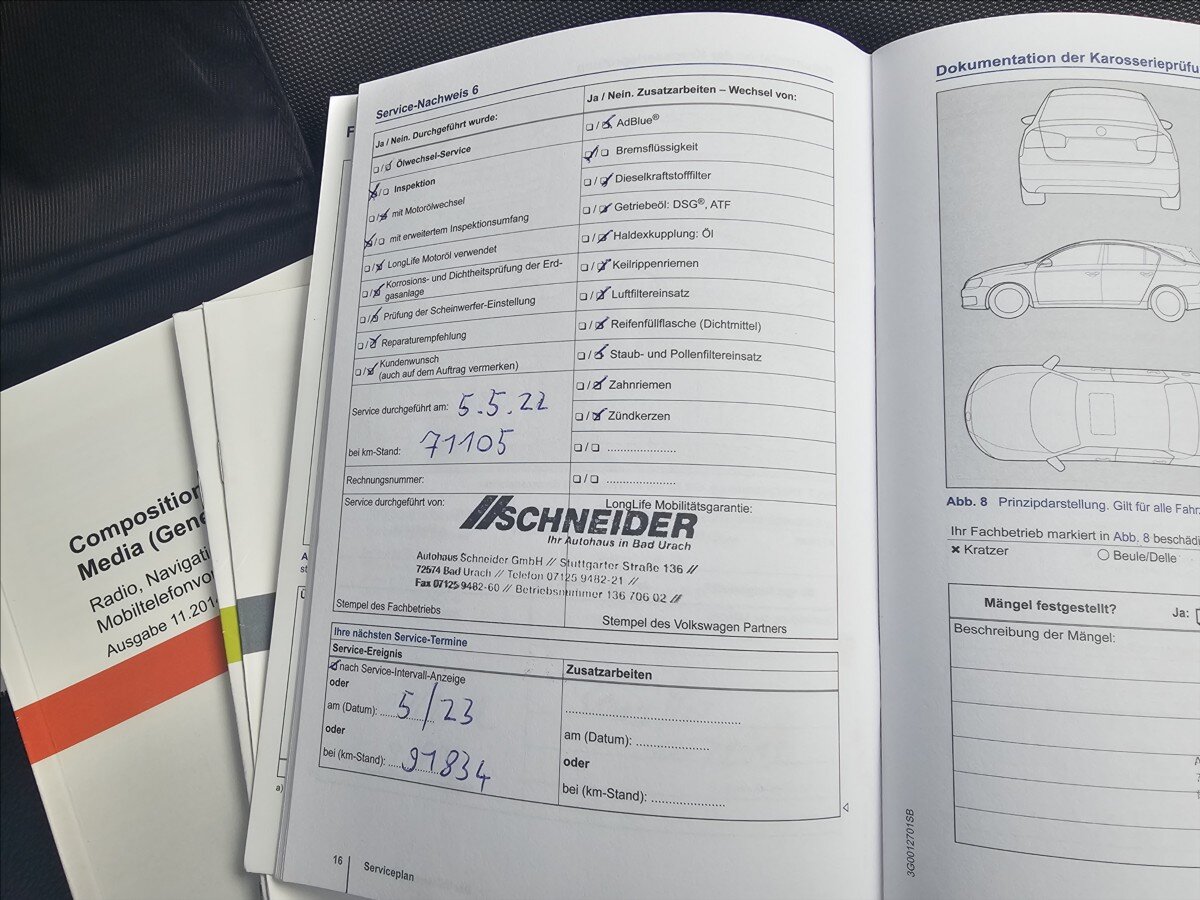 Service-Nachweis 6
Ja / Nein. Durchgeführt wurde:
Ölwechsel-Service
Inspektion
mit Motorölwechsel
mit erweitertem Inspektionsumfang
LongLife Motoröl verwendet
Korrosions- und Dichtheitsprüfung der Erd-
gasanlage
Prüfung der Scheinwerfer-Einstellung
Reparaturempfehlung
Kundenwunsch
(auch auf dem Auftrag vermerken)
Service durchgeführt am: 5.5.22
bei km-Stand: 71105
Rechnungsnummer:
Ja / Nein. Zusatzarbeiten – Wechsel von:
AdBlue®
Bremsflüssigkeit
Dieselkraftstofffilter
Getriebeöl: DSG®, ATF
Haldexkupplung: Öl
Keilrippenriemen
Luftfiltereinsatz
Reifenfüllflasche (Dichtmittel)
Staub- und Pollenfiltereinsatz
Zahnriemen
Zündkerzen
Service durchgeführt von:
LongLife Mobilitätsgarantie:
SCHNEIDER
Ihr Autohaus in Bad Urach
Autohaus Schneider GmbH // Stuttgarter Straße 136 //
72574 Bad Urach // Telefon 07125 9482-21 //
Fax 07125 9482-60 // Betriebsnummer 136 706 02 //
Stempel des Fachbetriebs
Stempel des Volkswagen Partners
Ihre nächsten Service-Termine
Service-Ereignis
nach Service-Intervall-Anzeige
oder
am (Datum): 5/23
oder
bei (km-Stand): 91834
Zusatzarbeiten
am (Datum):
oder
bei (km-Stand):
16
Serviceplan
Dokumentation der Karosserieprüfu
Abb. 8 Prinzipdarstellung. Gilt für alle Fahr
Ihr Fachbetrieb markiert in Abb. 8 beschädi
Kratzer
Beule/Delle
Mängel festgestellt?
Ja:
Beschreibung der Mängel:
3G0012701SB
Composition
Media (Gene
Radio, Navigati
Mobiltelefonvo
Ausgabe 11.201